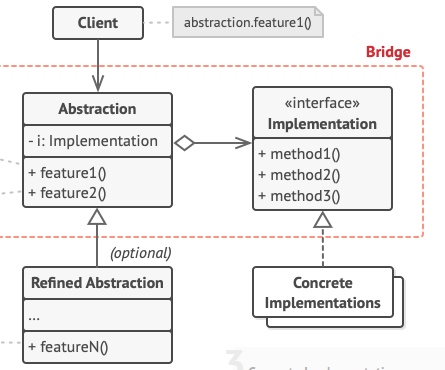 Client
abstraction.feature1()
Bridge
Abstraction
- i: Implementation
+ feature1()
+ feature2()
«interface»
Implementation
+ method1()
+ method2()
+ method3()
(optional)
Refined Abstraction
...
+ featureN()
Concrete
Implementations
3